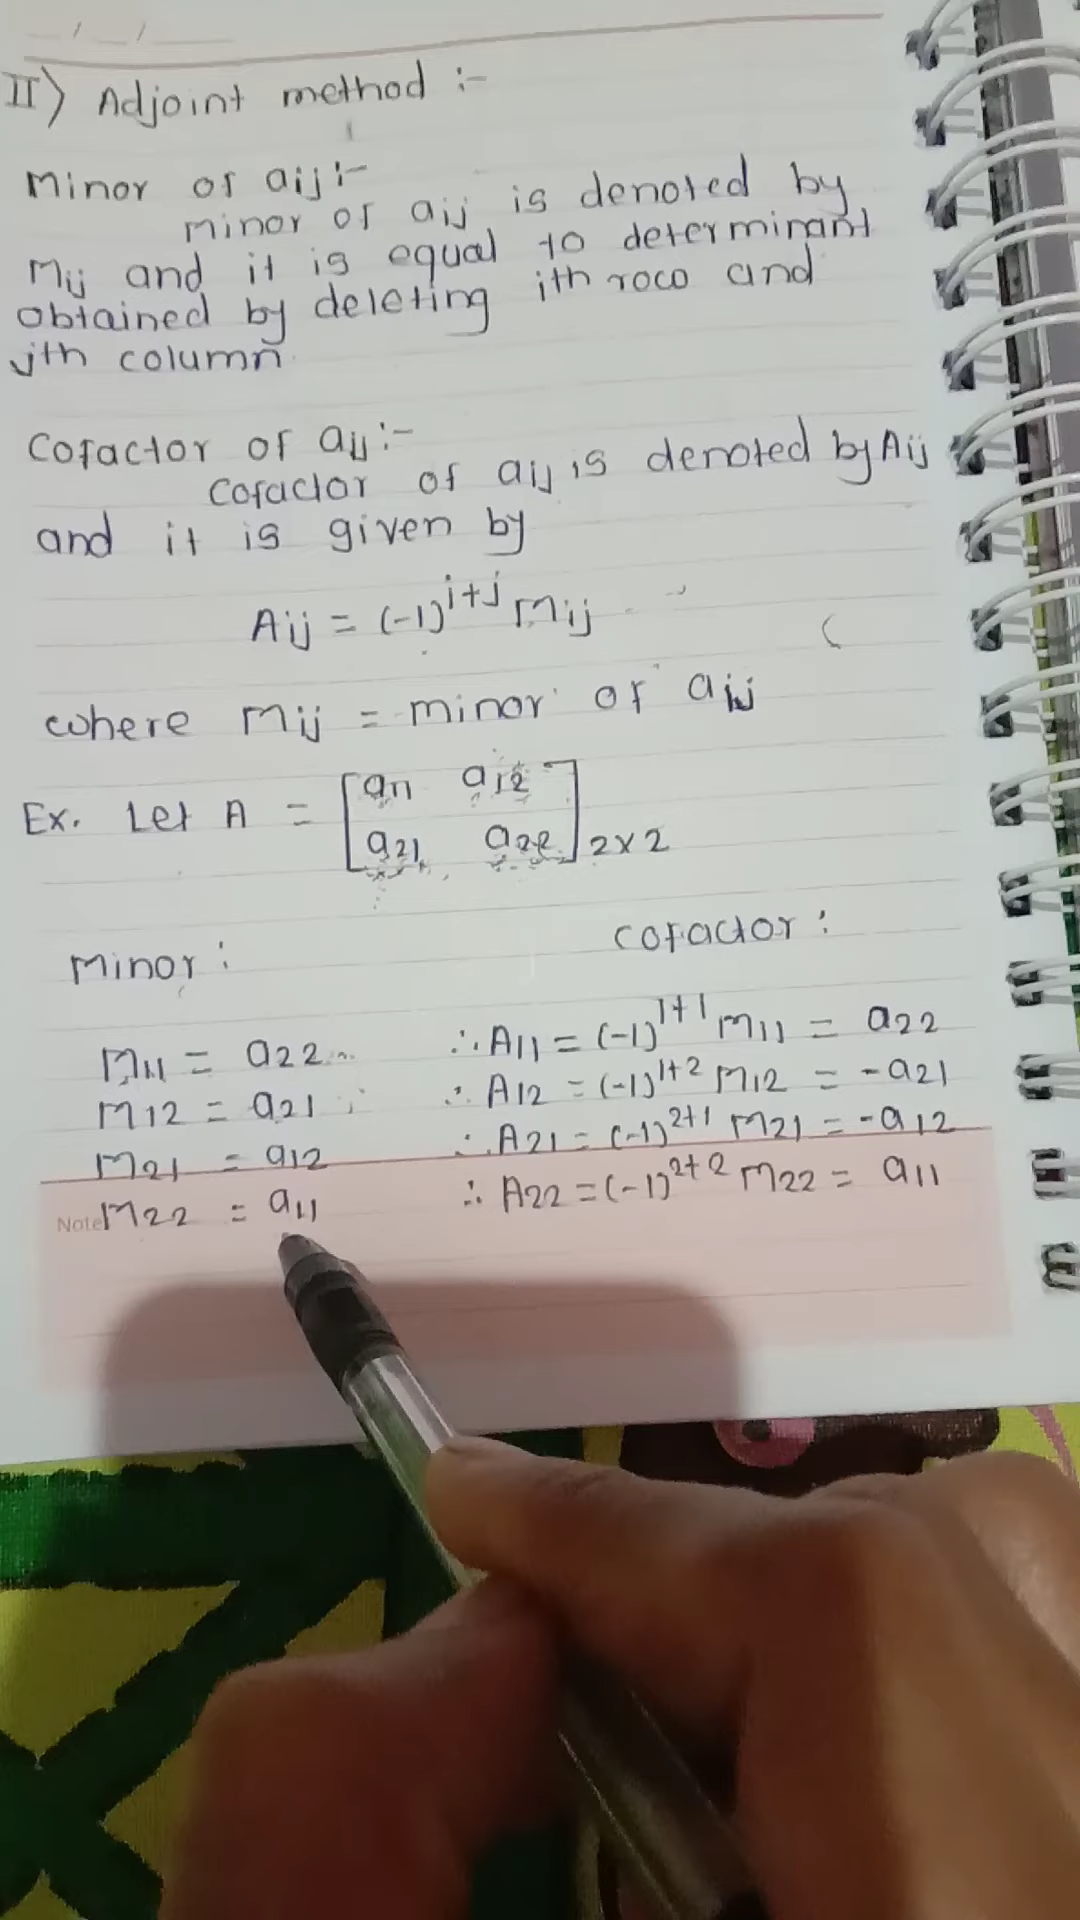 II) Adjoint method :-
Minor of aij :-
minor of aij is denoted by
Mij and it is equal to determinant
obtained by deleting ith row and
jth column
Cofactor of aij :-
Cofactor of aij is denoted by Aij
and it is given by
Aij = (-1)^i+j Mij
where Mij = minor of aij
Ex. Let A = [a11 a12
a21 a22] 2x2
Minor : Cofactor :
M11 = a22 ∴ A11 = (-1)^1+1 M11 = a22
M12 = a21 ∴ A12 = (-1)^1+2 M12 = -a21
M21 = a12 ∴ A21 = (-1)^2+1 M21 = -a12
Note M22 = a11 ∴ A22 = (-1)^2+2 M22 = a11